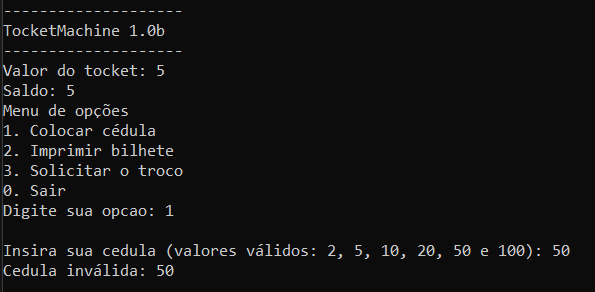 --------------------
TocketMachine 1.0b
--------------------
Valor do tocket: 5
Saldo: 5
Menu de opções
1. Colocar cédula
2. Imprimir bilhete
3. Solicitar o troco
0. Sair
Digite sua opcao: 1
Insira sua cedula (valores válidos: 2, 5, 10, 20, 50 e 100): 50
Cedula inválida: 50